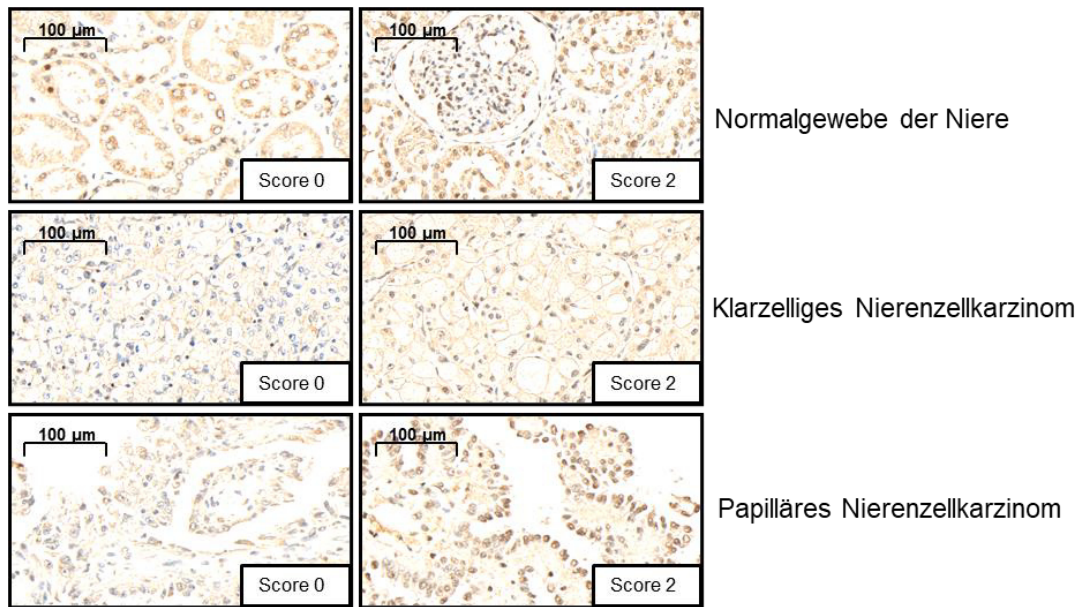 100 µm
100 µm
Score 0
Score 2
Normalgewebe der Niere
100 µm
100 µm
Score 0
Score 2
Klarzelliges Nierenzellkarzinom
100 µm
100 µm
Score 0
Score 2
Papilläres Nierenzellkarzinom